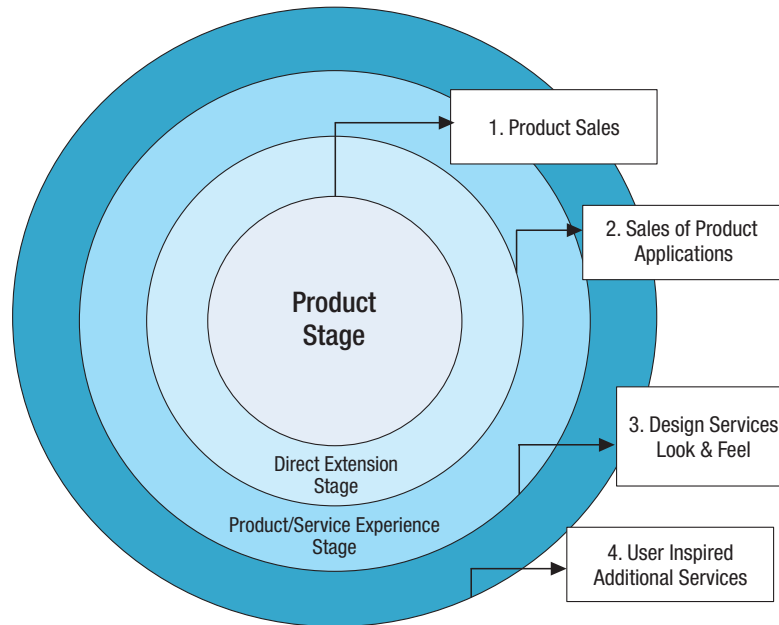 1. Product Sales
2. Sales of Product
Applications
Product
Stage
3. Design Services
Look & Feel
Direct Extension
Stage
Product/Service Experience
Stage
4. User Inspired
Additional Services